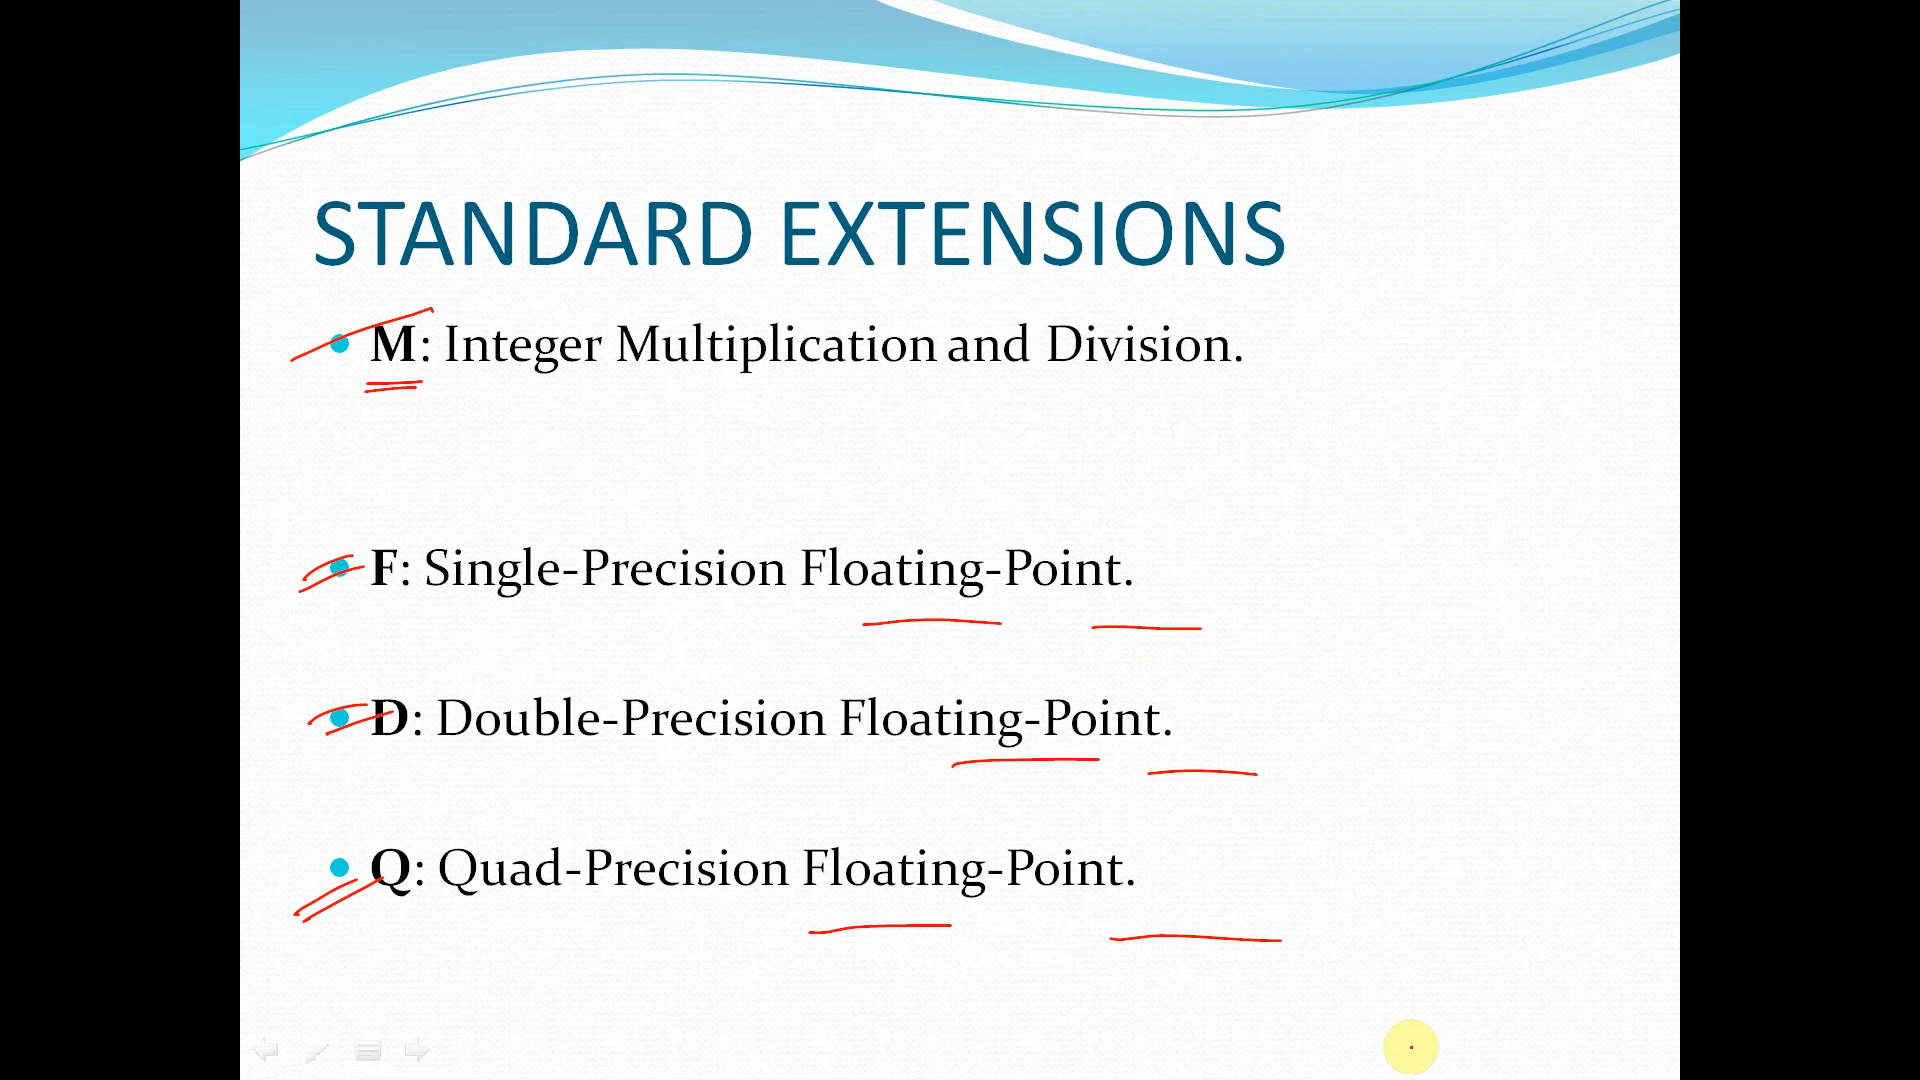 STANDARD EXTENSIONS
M: Integer Multiplication and Division.
F: Single-Precision Floating-Point.
D: Double-Precision Floating-Point.
Q: Quad-Precision Floating-Point.